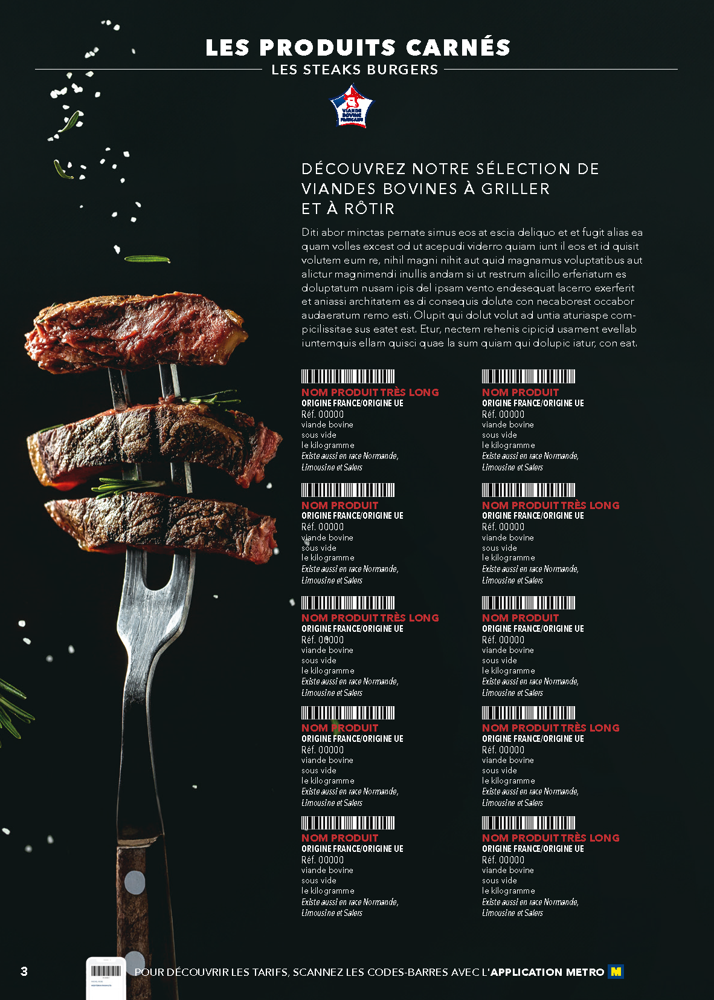 LES PRODUITS CARNÉS
LES STEAKS BURGERS
VIANDE
BOVINE
FRANÇAISE
DÉCOUVREZ NOTRE SÉLECTION DE
VIANDES BOVINES À GRILLER
ET À RÔTIR
Diti abor minctas pernate simus eos at escia deliquo et et fugit alias ea
quam volles excest od ut acepudi viderro quiam iunt il eos et id quisit
volutem eum re, nihil magni nihit aut quid magnamus voluptatibus aut
alictur magnimendi inullis andam si ut restrum alicillo erferiatum es
doluptatum nusam ipis del ipsam vento endesequat lacerro exerferit
et aniassi architatem es di consequis dolute con necaborest occabor
audaeratum remo esti. Olupit qui dolut volut ad untia aturiaspe com-
picilissitae sus eatet est. Etur, nectem rehenis cipicid usament evellab
iuntemquis ellam quisci quae la sum quiam qui dolupic iatur, con eat.
NOM PRODUIT TRÈS LONG
ORIGINE FRANCE/ORIGINE UE
Réf. 00000
viande bovine
sous vide
le kilogramme
Existe aussi en race Normande,
Limousine et Salers
NOM PRODUIT
ORIGINE FRANCE/ORIGINE UE
Réf. 00000
viande bovine
sous vide
le kilogramme
Existe aussi en race Normande,
Limousine et Salers
NOM PRODUIT
ORIGINE FRANCE/ORIGINE UE
Réf. 00000
viande bovine
sous vide
le kilogramme
Existe aussi en race Normande,
Limousine et Salers
NOM PRODUIT TRÈS LONG
ORIGINE FRANCE/ORIGINE UE
Réf. 00000
viande bovine
sous vide
le kilogramme
Existe aussi en race Normande,
Limousine et Salers
NOM PRODUIT TRÈS LONG
ORIGINE FRANCE/ORIGINE UE
Réf. 00000
viande bovine
sous vide
le kilogramme
Existe aussi en race Normande,
Limousine et Salers
NOM PRODUIT
ORIGINE FRANCE/ORIGINE UE
Réf. 00000
viande bovine
sous vide
le kilogramme
Existe aussi en race Normande,
Limousine et Salers
NOM PRODUIT
ORIGINE FRANCE/ORIGINE UE
Réf. 00000
viande bovine
sous vide
le kilogramme
Existe aussi en race Normande,
Limousine et Salers
NOM PRODUIT TRÈS LONG
ORIGINE FRANCE/ORIGINE UE
Réf. 00000
viande bovine
sous vide
le kilogramme
Existe aussi en race Normande,
Limousine et Salers
NOM PRODUIT
ORIGINE FRANCE/ORIGINE UE
Réf. 00000
viande bovine
sous vide
le kilogramme
Existe aussi en race Normande,
Limousine et Salers
NOM PRODUIT TRÈS LONG
ORIGINE FRANCE/ORIGINE UE
Réf. 00000
viande bovine
sous vide
le kilogramme
Existe aussi en race Normande,
Limousine et Salers
3
POUR DÉCOUVRIR LES TARIFS, SCANNEZ LES CODES-BARRES AVEC L'APPLICATION METRO M